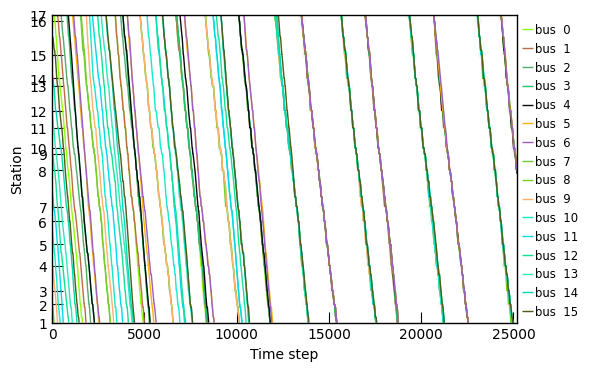 17
16
15
14
13
12
11
10
9
8
7
6
5
4
3
2
1
Station
0 5000 10000 15000 20000 25000
Time step
bus 0
bus 1
bus 2
bus 3
bus 4
bus 5
bus 6
bus 7
bus 8
bus 9
bus 10
bus 11
bus 12
bus 13
bus 14
bus 15